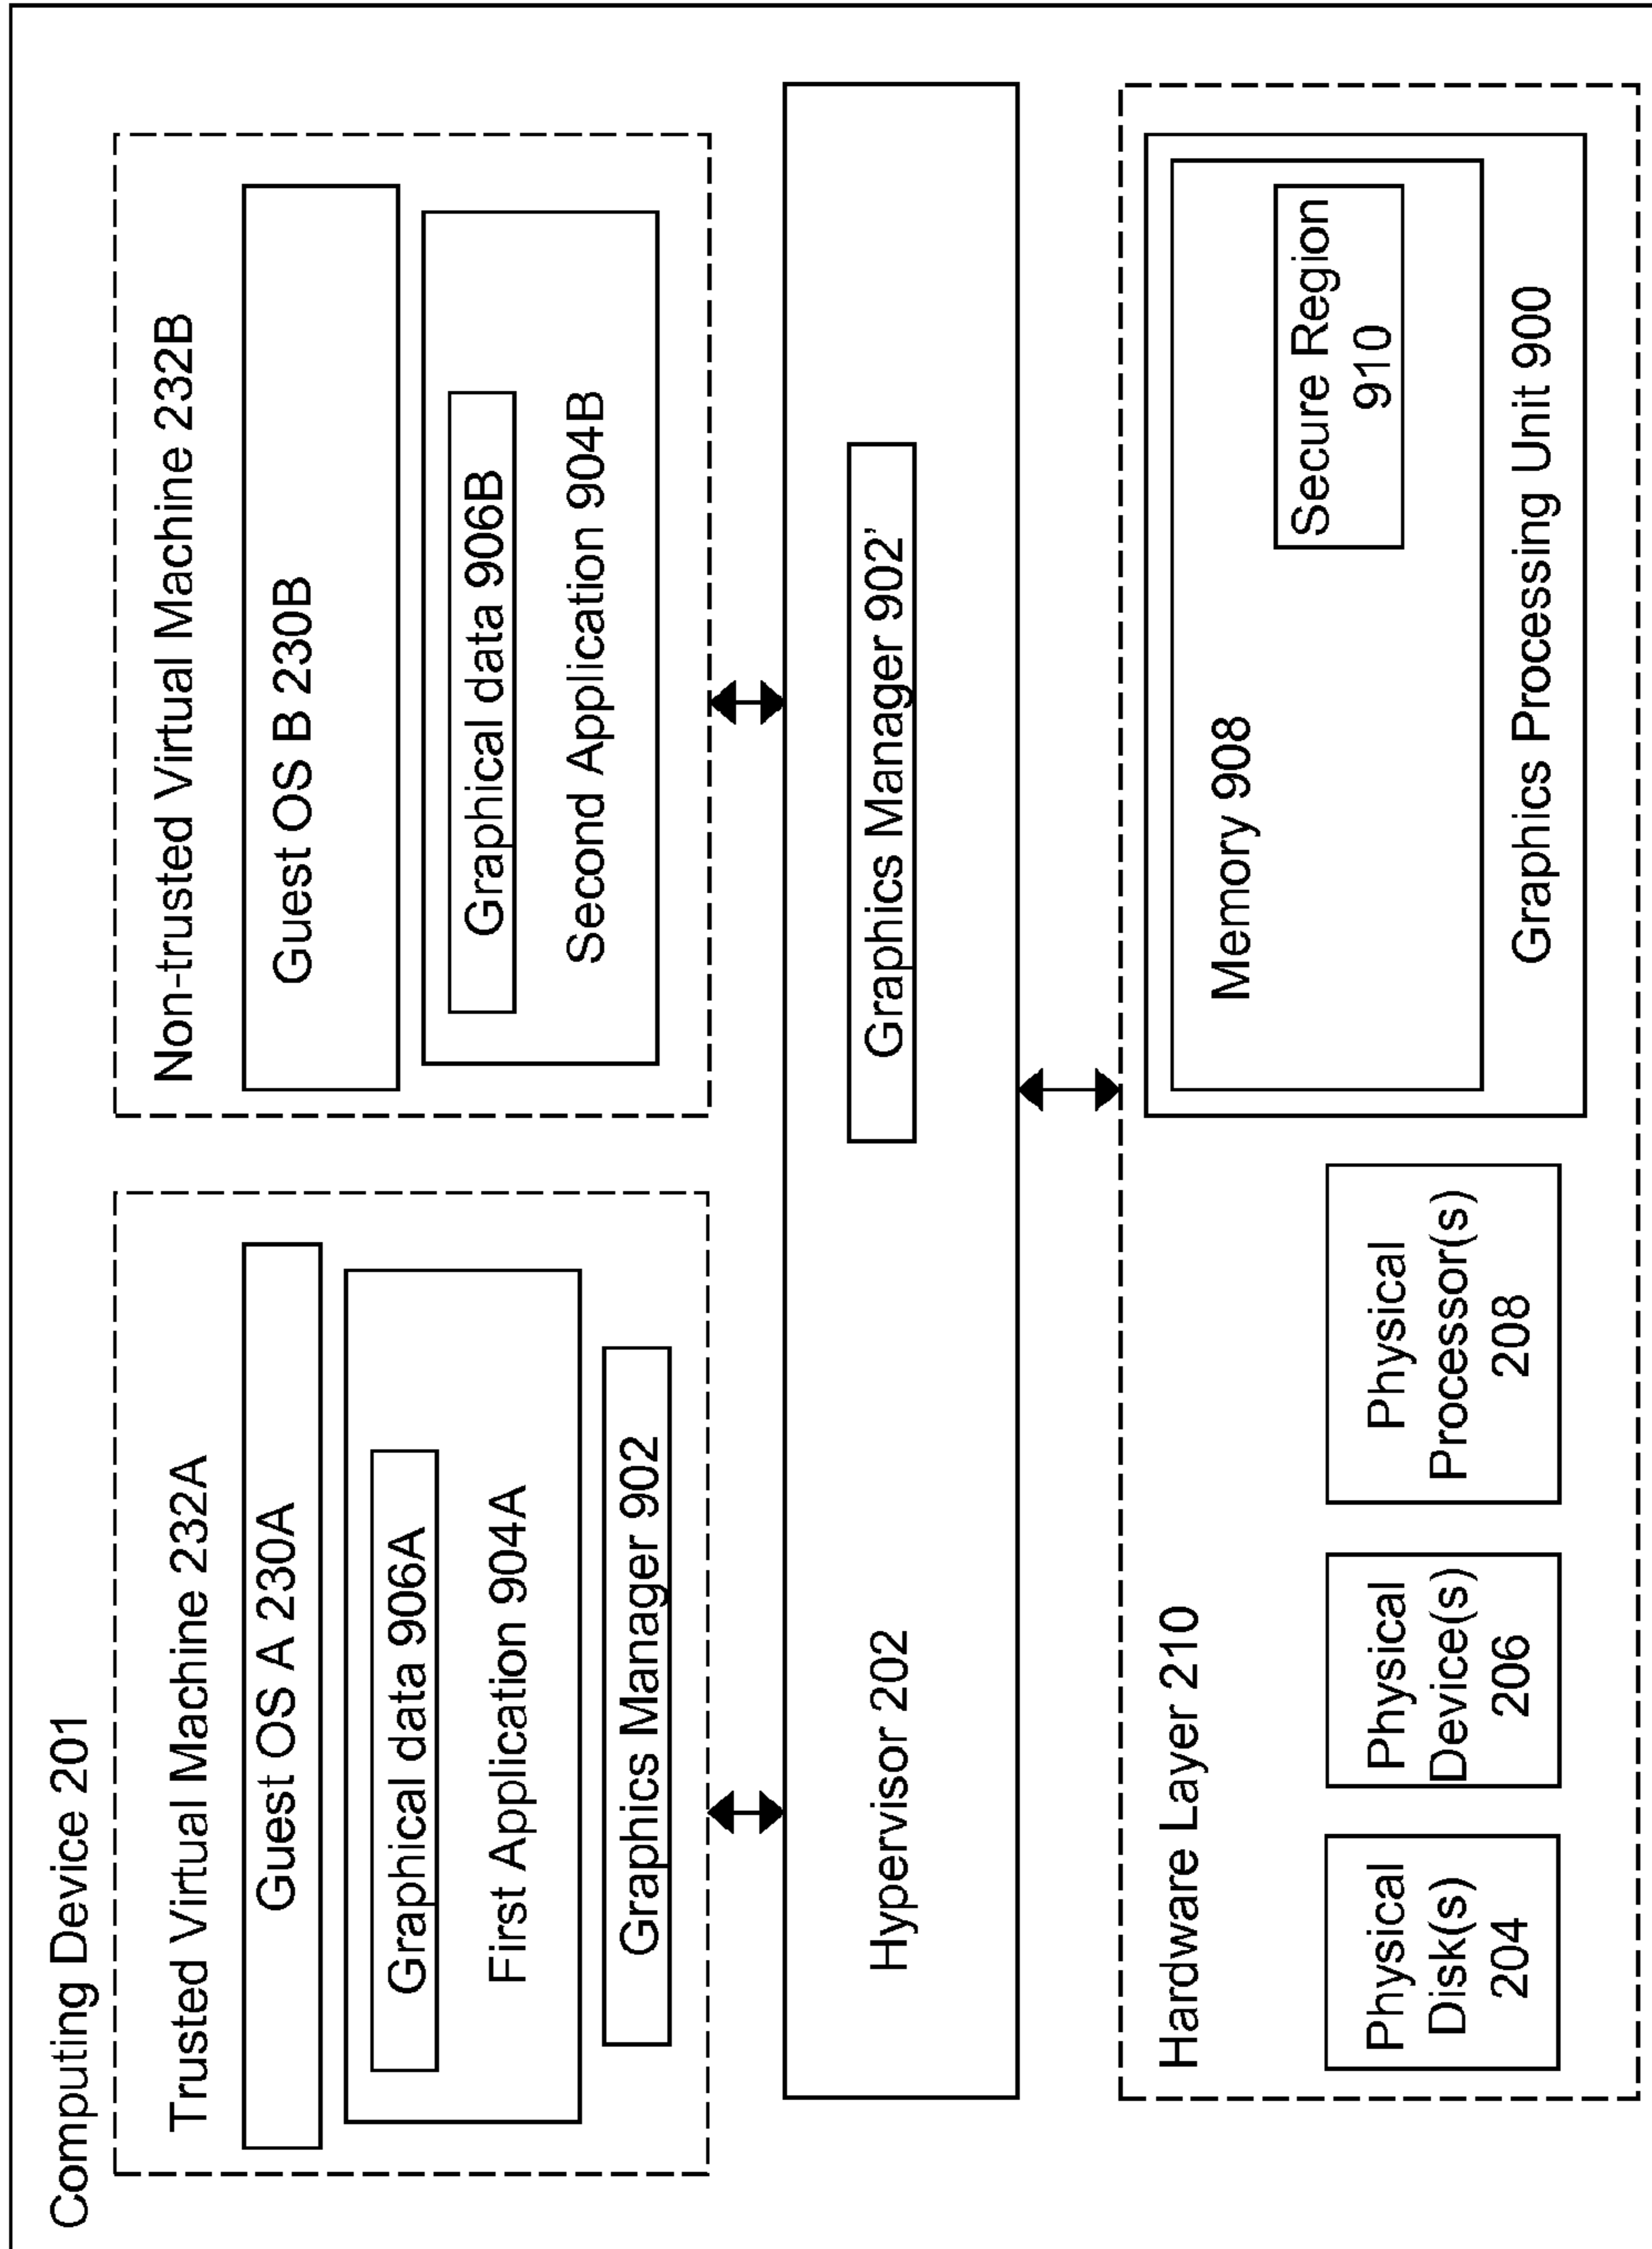 Computing Device 201
Trusted Virtual Machine 232A
Guest OS A 230A
Graphical data 906A
First Application 904A
Graphics Manager 902
Non-trusted Virtual Machine 232B
Guest OS B 230B
Graphical data 906B
Second Application 904B
Hypervisor 202
Graphics Manager 902’
Hardware Layer 210
Physical
Disk(s)
204
Physical
Device(s)
206
Physical
Processor(s)
208
Memory 908
Secure Region
910
Graphics Processing Unit 900